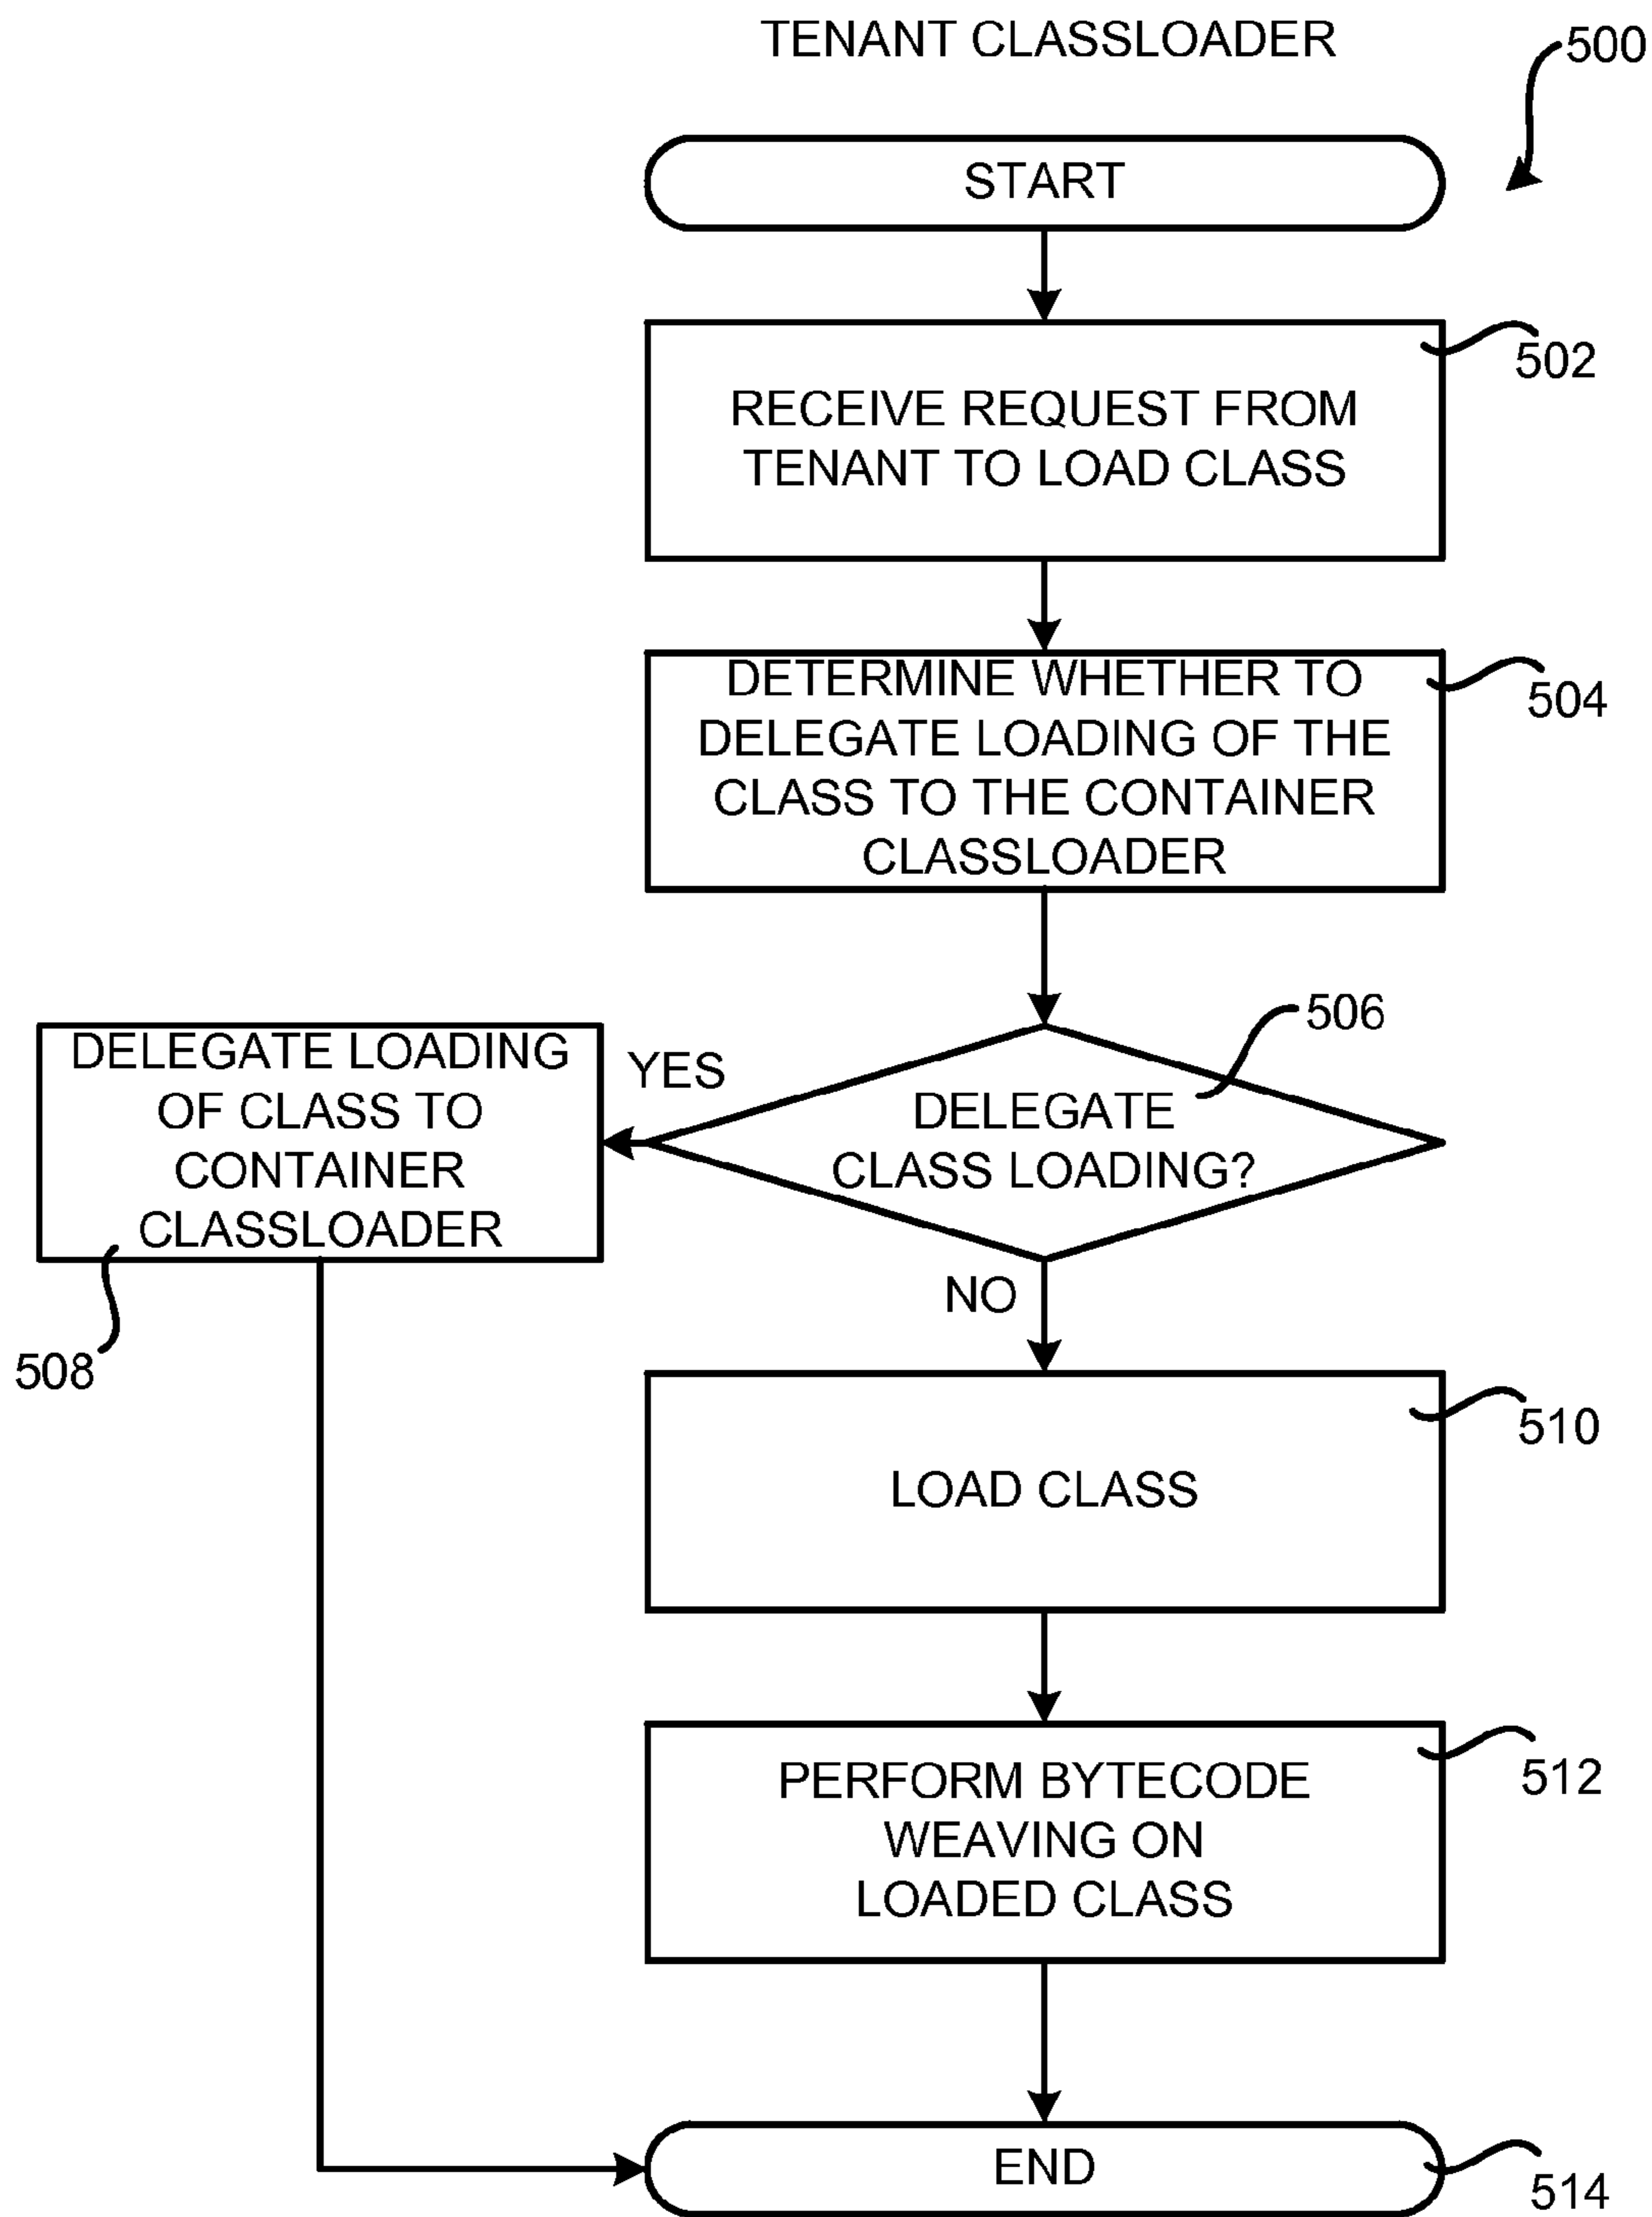 TENANT CLASSLOADER
500
START
502
RECEIVE REQUEST FROM
TENANT TO LOAD CLASS
504
DETERMINE WHETHER TO
DELEGATE LOADING OF THE
CLASS TO THE CONTAINER
CLASSLOADER
506
DELEGATE
CLASS LOADING?
YES
DELEGATE LOADING
OF CLASS TO
CONTAINER
CLASSLOADER
508
NO
510
LOAD CLASS
512
PERFORM BYTECODE
WEAVING ON
LOADED CLASS
END
514